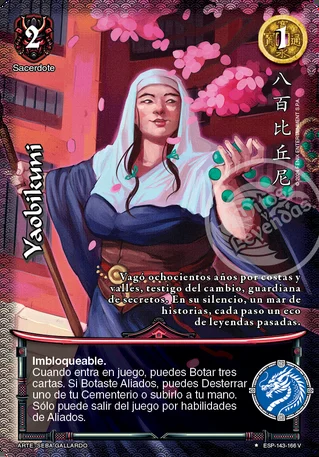 2
1
Sacerdote
八百比丘尼
Yaobikuni
Leyendas
Vagó ochocientos años por costas y
valles, testigo del cambio, guardiana
de secretos. En su silencio, un mar de
historias, cada paso un eco
de leyendas pasadas.
Imbloqueable.
Cuando entra en juego, puedes Botar tres
cartas. Si Botaste Aliados, puedes Desterrar
uno de tu Cementerio o subirlo a tu mano.
Sólo puede salir del juego por habilidades
de Aliados.
ARTE: SEBA GALLARDO
ESP-143-166 V